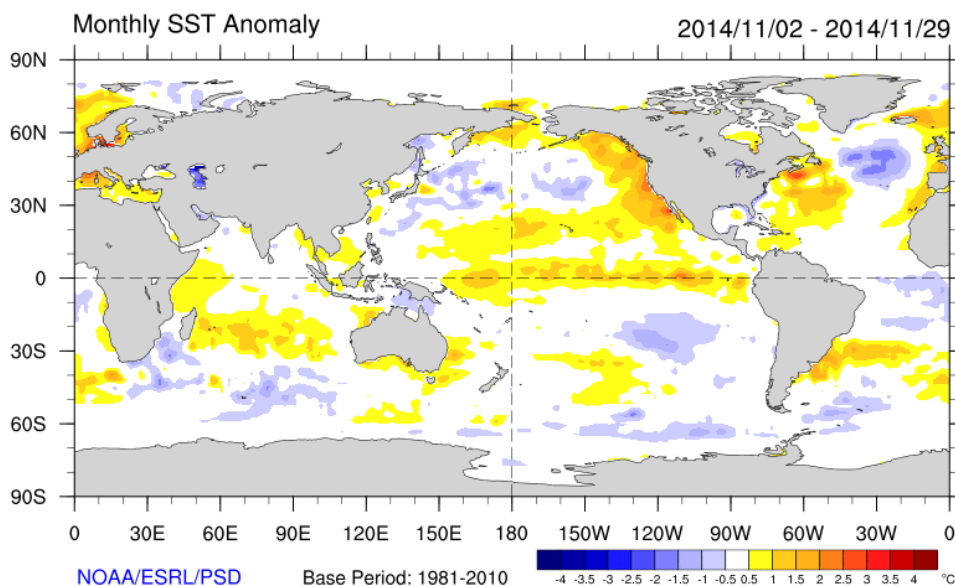 Monthly SST Anomaly 2014/11/02 - 2014/11/29
90N
60N
30N
0
30S
60S
90S
0 30E 60E 90E 120E 150E 180 150W 120W 90W 60W 30W 0
NOAA/ESRL/PSD Base Period: 1981-2010
-4 -3 -2.5 -2 -1.5 -1 -0.5 0.5 1 1.5 2 2.5 3 3.5 4 °C